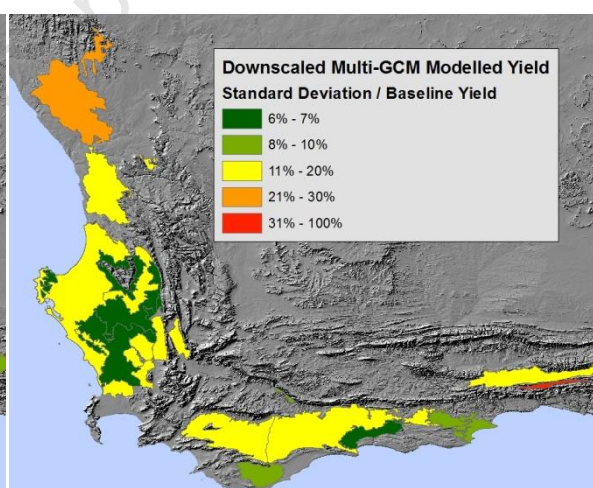 Downscaled Multi-GCM Modelled Yield
Standard Deviation / Baseline Yield
6% - 7%
8% - 10%
11% - 20%
21% - 30%
31% - 100%